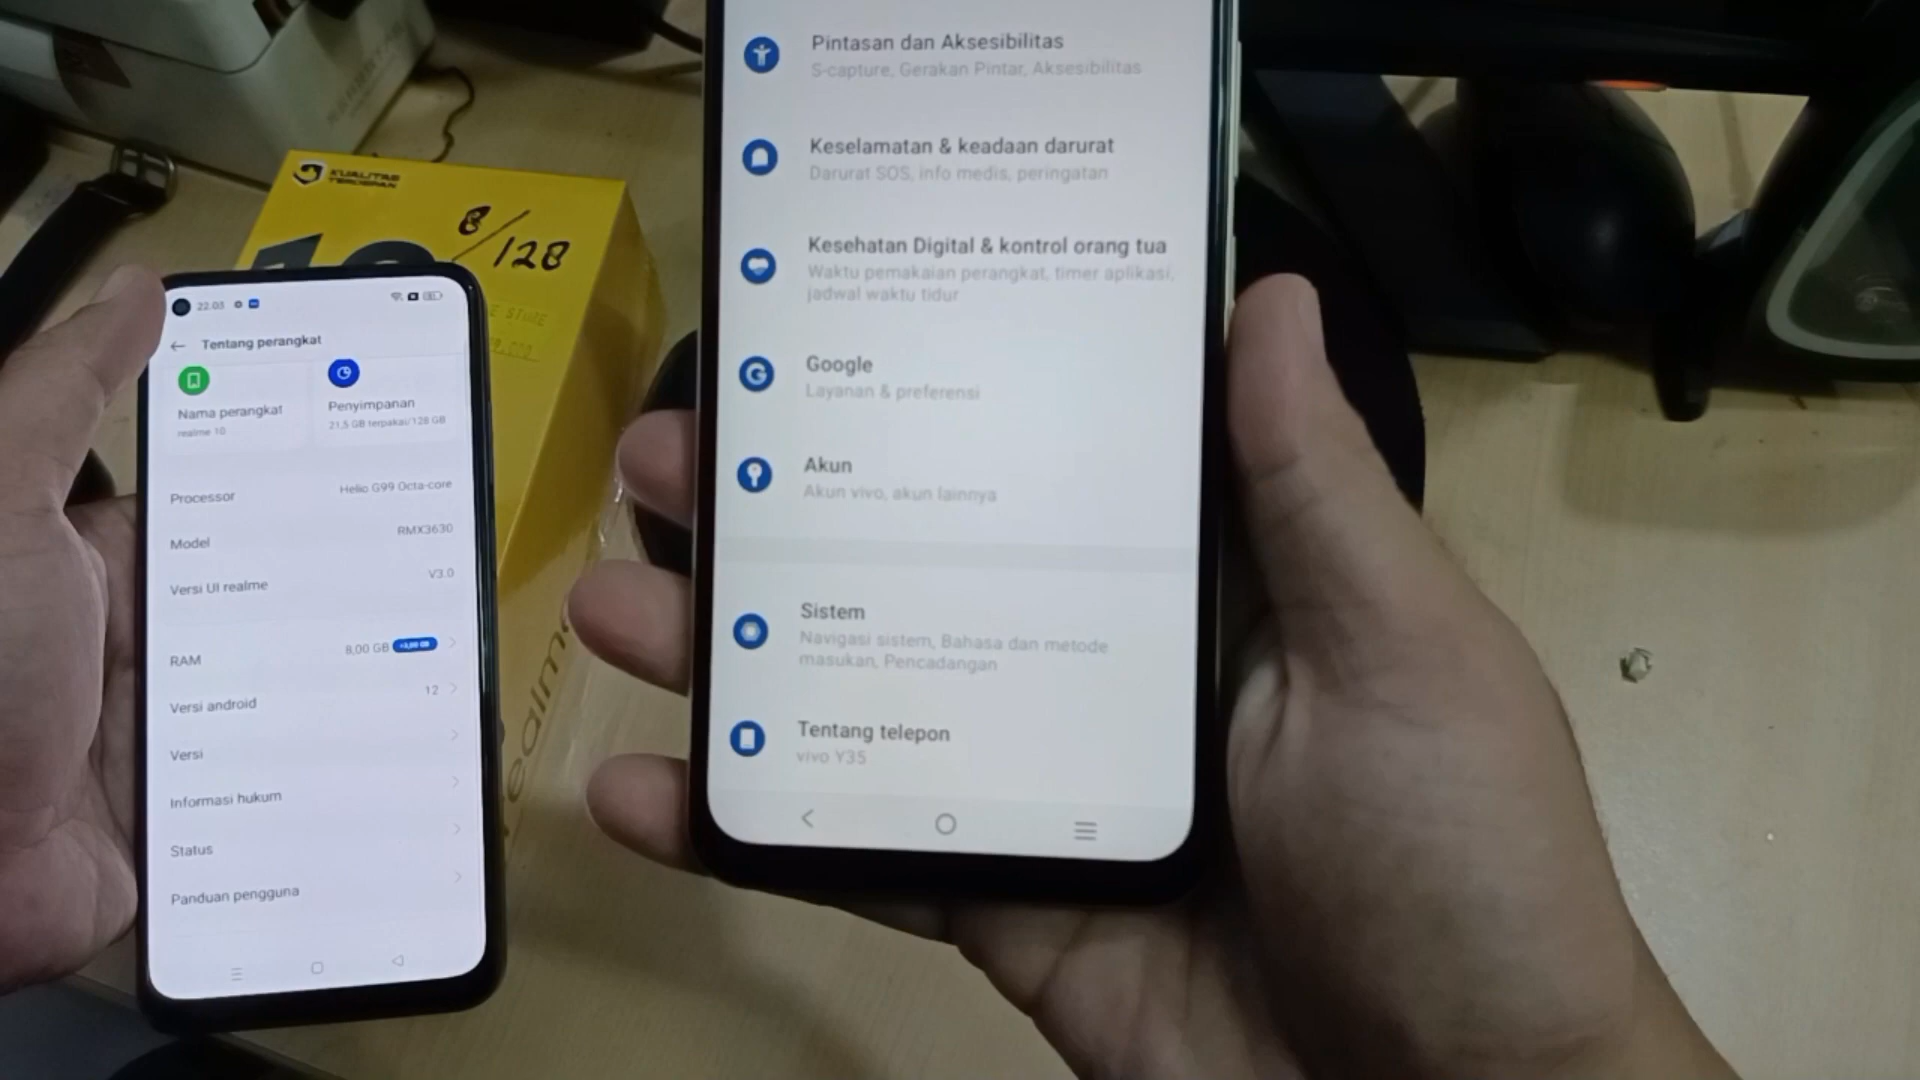 KUALITAS
TERDEPAN
8/128
E STORE
realme
22.03
Tentang perangkat
Nama perangkat
realme 10
Penyimpanan
21,5 GB terpakai/128 GB
Processor
Helio G99 Octa-core
Model
RMX3630
Versi UI realme
V3.0
RAM
8,00 GB
Versi android
12
Versi
Informasi hukum
Status
Panduan pengguna
Pintasan dan Aksesibilitas
S-capture, Gerakan Pintar, Aksesibilitas
Keselamatan & keadaan darurat
Darurat SOS, info medis, peringatan
Kesehatan Digital & kontrol orang tua
Waktu pemakaian perangkat, timer aplikasi,
jadwal waktu tidur
Google
Layanan & preferensi
Akun
Akun vivo, akun lainnya
Sistem
Navigasi sistem, Bahasa dan metode
masukan, Pencadangan
Tentang telepon
vivo Y35